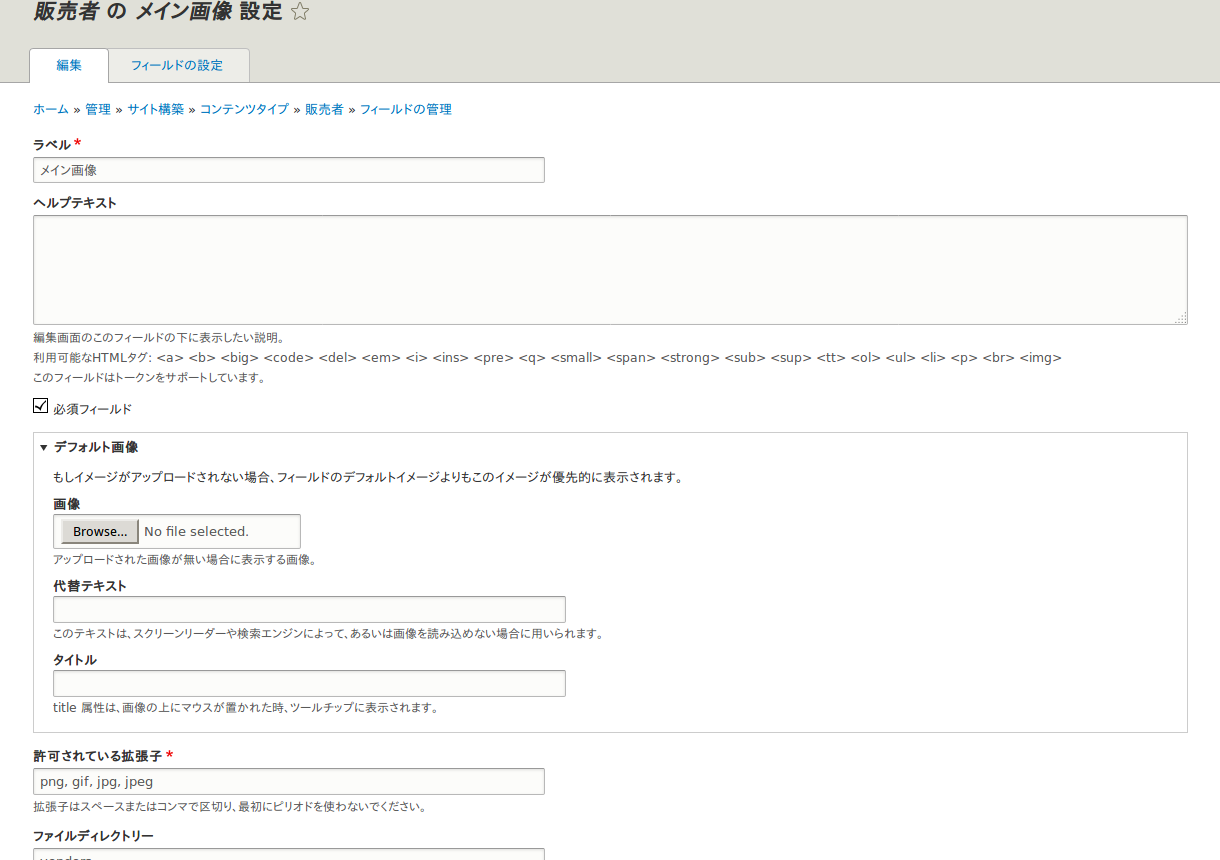 販売者 の メイン画像 設定
編集 フィールドの設定
ホーム » 管理 » サイト構築 » コンテンツタイプ » 販売者 » フィールドの管理
ラベル*
メイン画像
ヘルプテキスト
編集画面のこのフィールドの下に表示したい説明。
利用可能なHTMLタグ: <a> <b> <big> <code> <del> <em> <i> <ins> <pre> <q> <small> <span> <strong> <sub> <sup> <tt> <ol> <ul> <li> <p> <br> <img>
このフィールドはトークンをサポートしています。
必須フィールド
デフォルト画像
もしイメージがアップロードされない場合、フィールドのデフォルトイメージよりもこのイメージが優先的に表示されます。
画像
Browse... No file selected.
アップロードされた画像が無い場合に表示する画像。
代替テキスト
このテキストは、スクリーンリーダーや検索エンジンによって、あるいは画像を読み込めない場合に用いられます。
タイトル
title 属性は、画像の上にマウスが置かれた時、ツールチップに表示されます。
許可されている拡張子*
png, gif, jpg, jpeg
拡張子はスペースまたはコンマで区切り、最初にピリオドを使わないでください。
ファイルディレクトリー